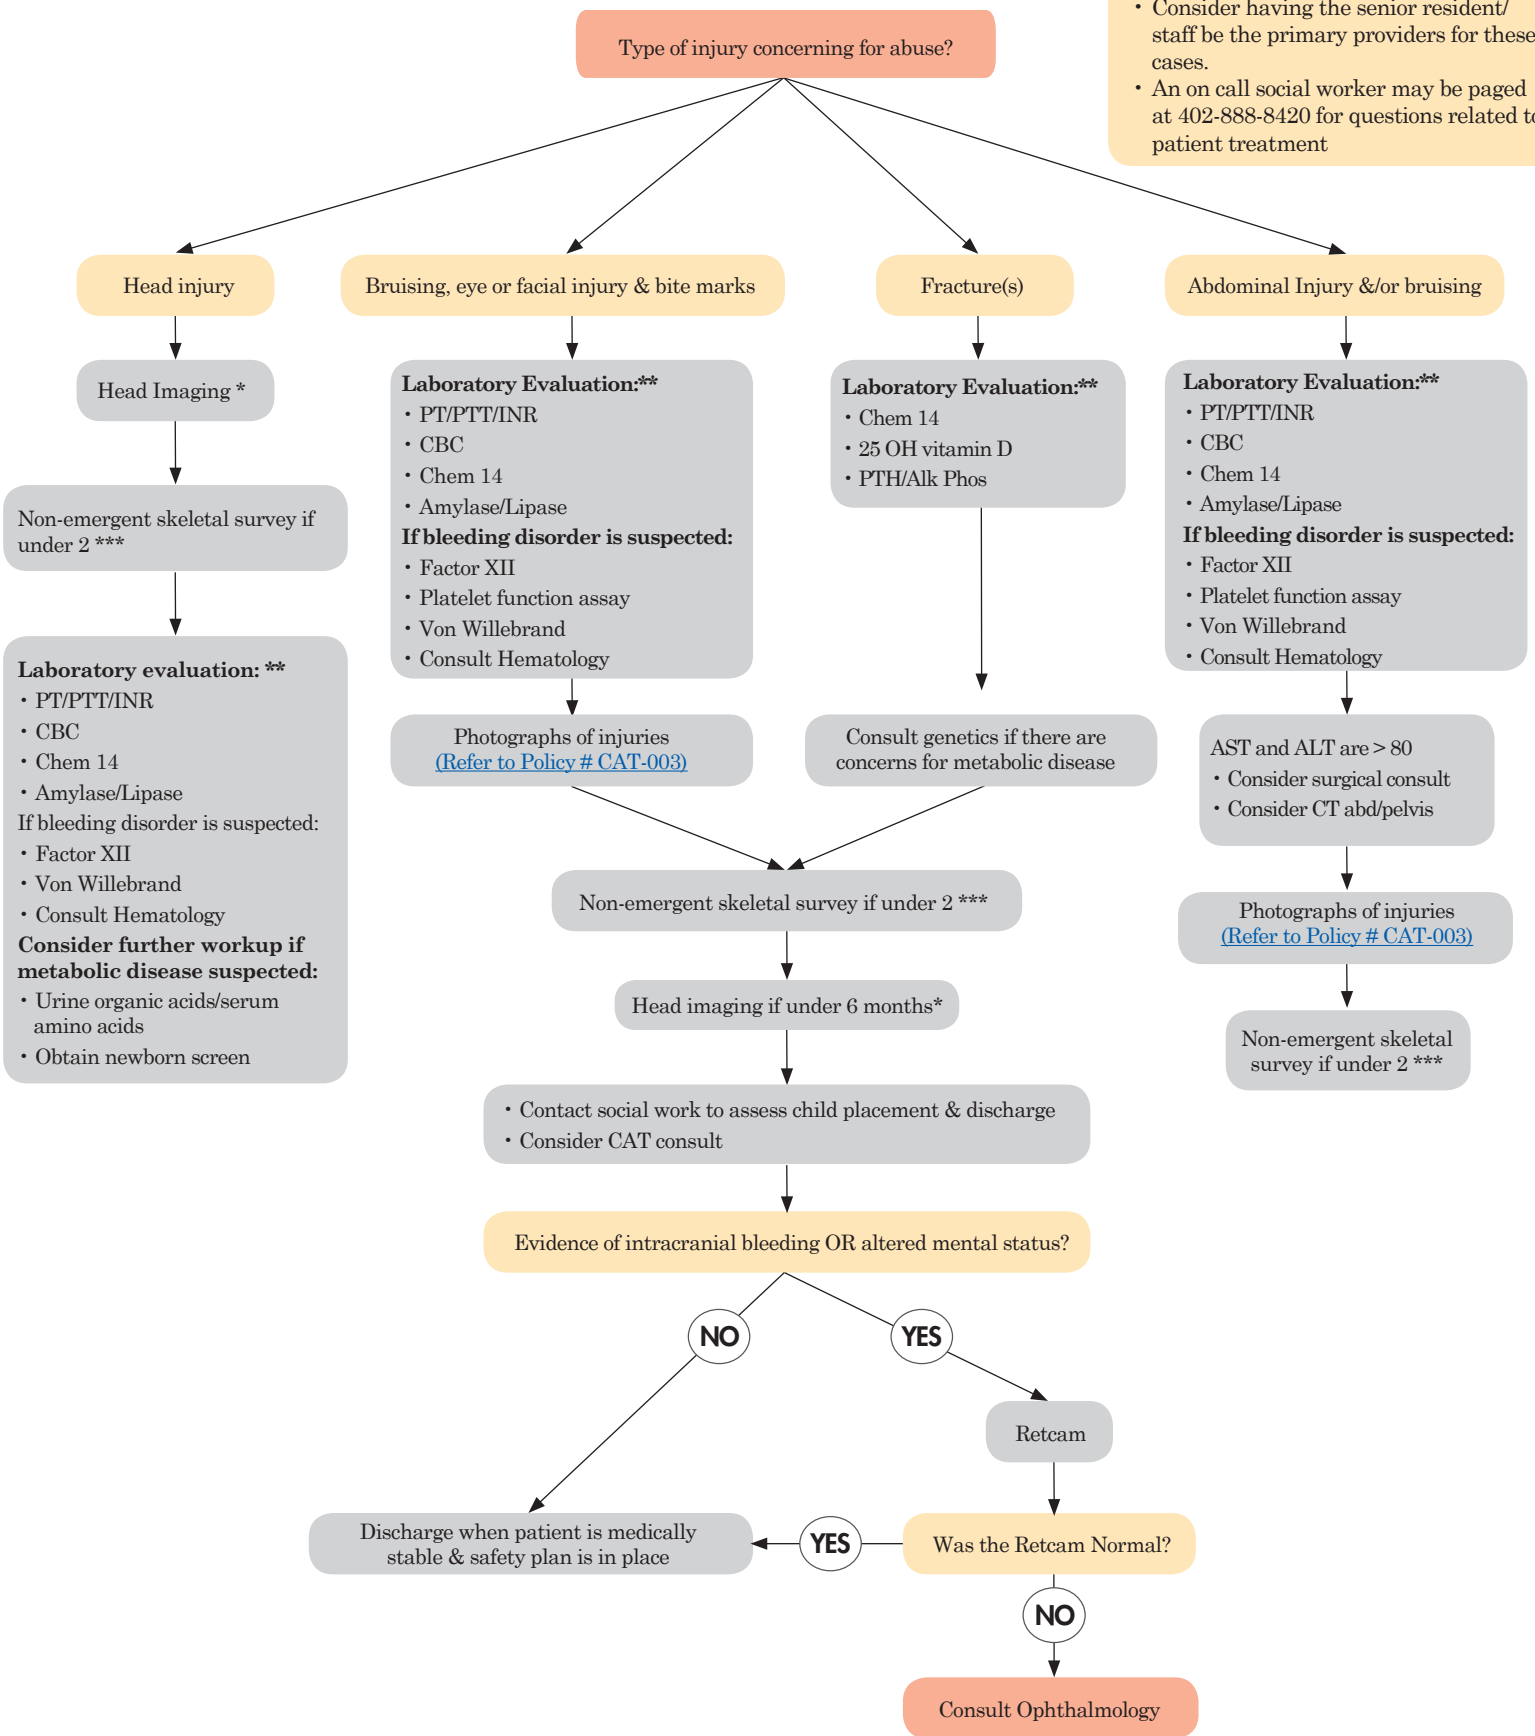 • Consider having the senior resident/
staff be the primary providers for these
cases.
• An on call social worker may be paged
at 402-888-8420 for questions related to
patient treatment
Type of injury concerning for abuse?
Head injury
Bruising, eye or facial injury & bite marks
Fracture(s)
Abdominal Injury &/or bruising
Head Imaging *
Non-emergent skeletal survey if
under 2 ***
Laboratory evaluation: **
• PT/PTT/INR
• CBC
• Chem 14
• Amylase/Lipase
If bleeding disorder is suspected:
• Factor XII
• Von Willebrand
• Consult Hematology
Consider further workup if
metabolic disease suspected:
• Urine organic acids/serum
amino acids
• Obtain newborn screen
Laboratory Evaluation:**
• PT/PTT/INR
• CBC
• Chem 14
• Amylase/Lipase
If bleeding disorder is suspected:
• Factor XII
• Platelet function assay
• Von Willebrand
• Consult Hematology
Photographs of injuries
(Refer to Policy # CAT-003)
Laboratory Evaluation:**
• Chem 14
• 25 OH vitamin D
• PTH/Alk Phos
Consult genetics if there are
concerns for metabolic disease
Laboratory Evaluation:**
• PT/PTT/INR
• CBC
• Chem 14
• Amylase/Lipase
If bleeding disorder is suspected:
• Factor XII
• Platelet function assay
• Von Willebrand
• Consult Hematology
AST and ALT are > 80
• Consider surgical consult
• Consider CT abd/pelvis
Photographs of injuries
(Refer to Policy # CAT-003)
Non-emergent skeletal
survey if under 2 ***
Non-emergent skeletal survey if under 2 ***
Head imaging if under 6 months*
• Contact social work to assess child placement & discharge
• Consider CAT consult
Evidence of intracranial bleeding OR altered mental status?
NO
YES
Retcam
Discharge when patient is medically
stable & safety plan is in place
YES
Was the Retcam Normal?
NO
Consult Ophthalmology